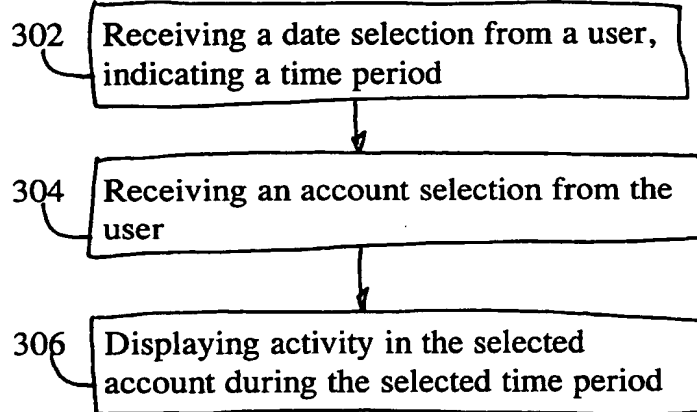 302
Receiving a date selection from a user,
indicating a time period
304
Receiving an account selection from the
user
306
Displaying activity in the selected
account during the selected time period